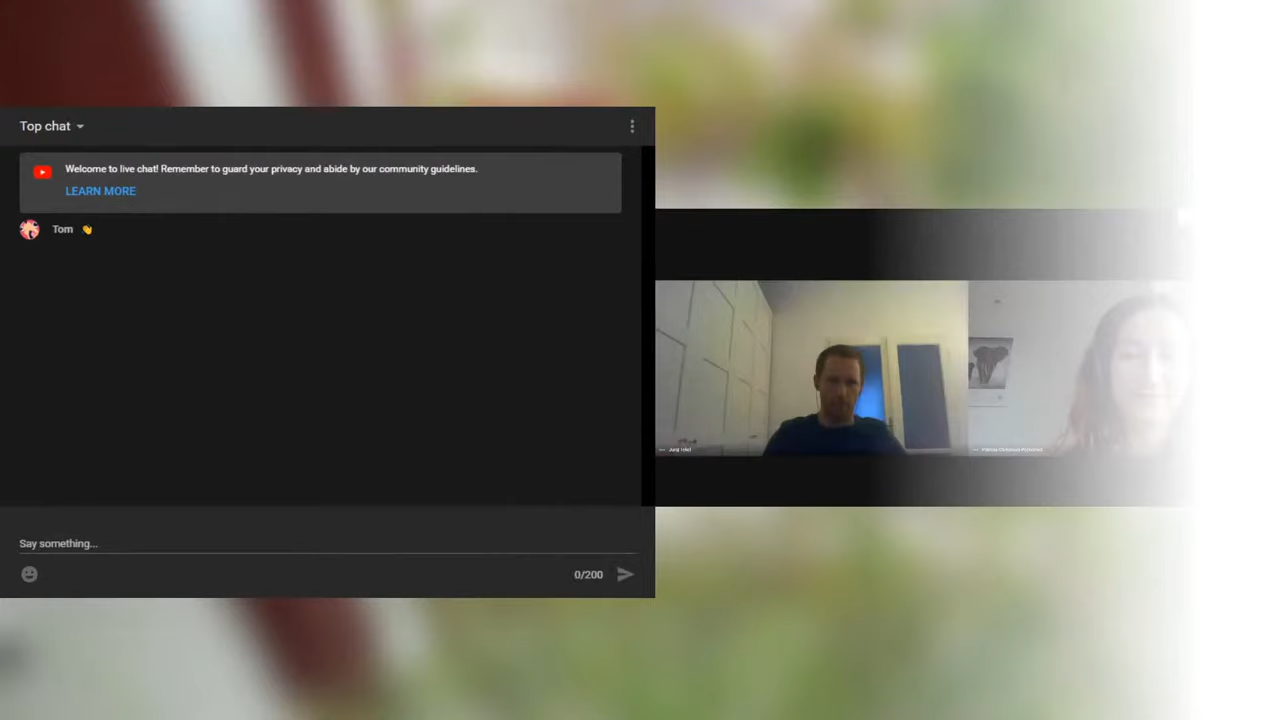 Top chat
Welcome to live chat! Remember to guard your privacy and abide by our community guidelines.
LEARN MORE
Tom 👏
Say something...
0/200